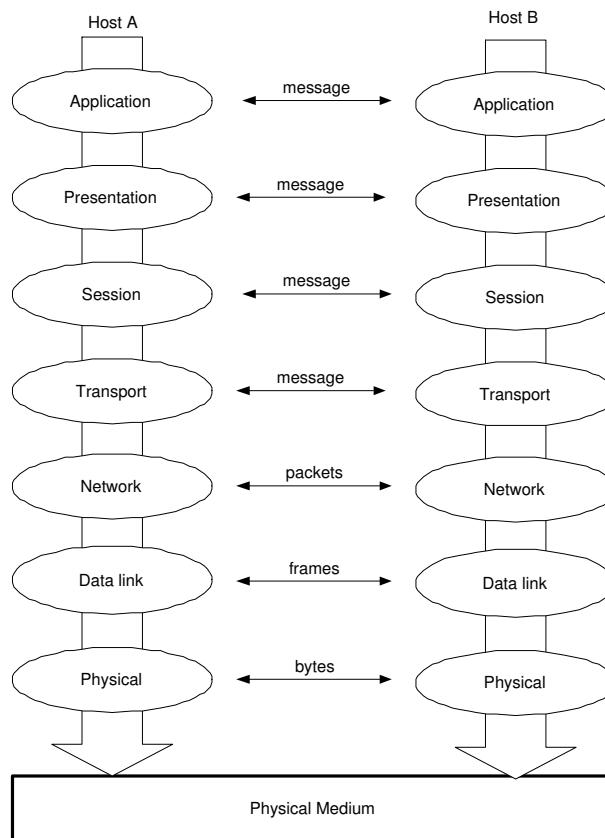 Host A
Host B
Application
message
Application
Presentation
message
Presentation
Session
message
Session
Transport
message
Transport
Network
packets
Network
Data link
frames
Data link
Physical
bytes
Physical
Physical Medium